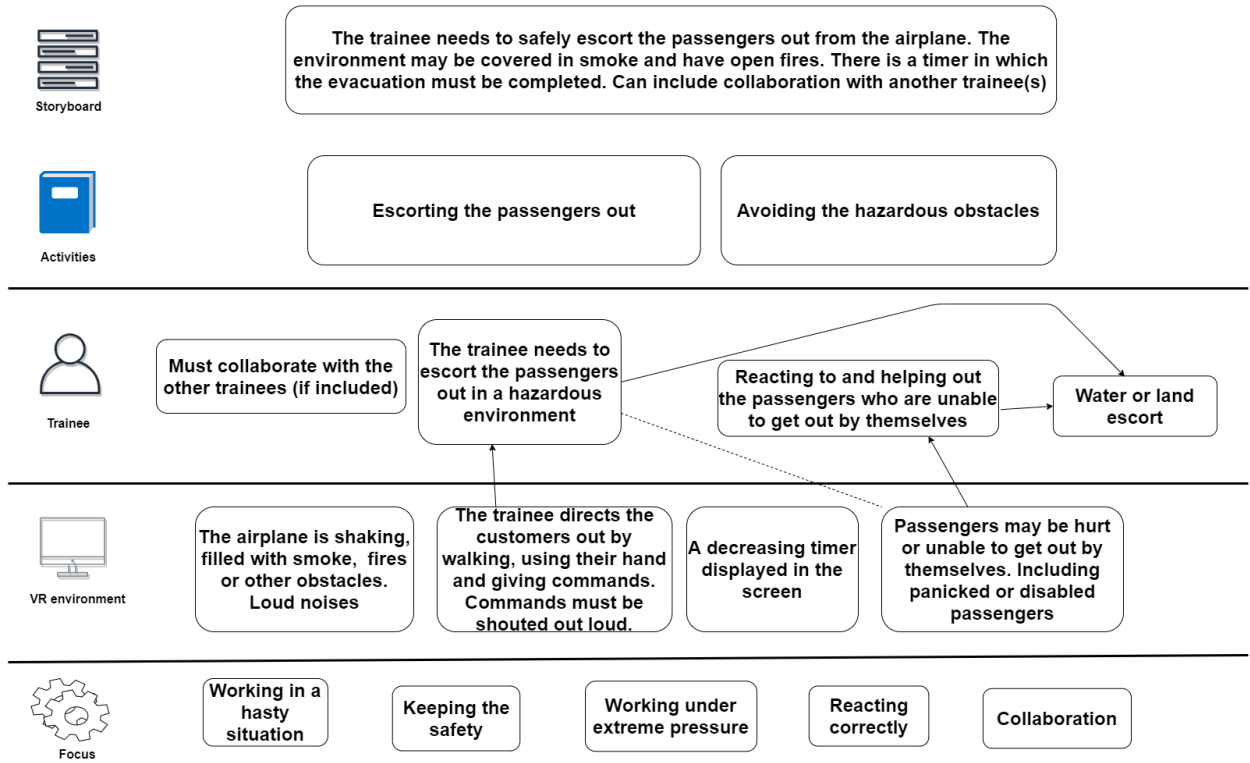 The trainee needs to safely escort the passengers out from the airplane. The
environment may be covered in smoke and have open fires. There is a timer in which
the evacuation must be completed. Can include collaboration with another trainee(s)
Storyboard
Escorting the passengers out
Avoiding the hazardous obstacles
Activities
Must collaborate with the
other trainees (if included)
The trainee needs to
escort the passengers
out in a hazardous
environment
Reacting to and helping out
the passengers who are unable
to get out by themselves
Water or land
escort
Trainee
The airplane is shaking,
filled with smoke, fires
or other obstacles.
Loud noises
The trainee directs the
customers out by
walking, using their hand
and giving commands.
Commands must be
shouted out loud.
A decreasing timer
displayed in the
screen
Passengers may be hurt
or unable to get out by
themselves. Including
panicked or disabled
passengers
VR environment
Working in a
hasty
situation
Keeping the
safety
Working under
extreme pressure
Reacting
correctly
Collaboration
Focus